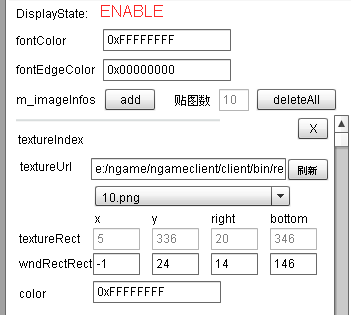 DisplayState: ENABLE
fontColor 0xFFFFFFFF
fontEdgeColor 0x00000000
m_imageInfos add 贴图数 10 deleteAll
X
textureIndex
textureUrl e:/ngame/ngameclient/client/bin/re 刷新
10.png
x y right bottom
textureRect 5 336 20 346
wndRectRect -1 24 14 146
color 0xFFFFFFFF